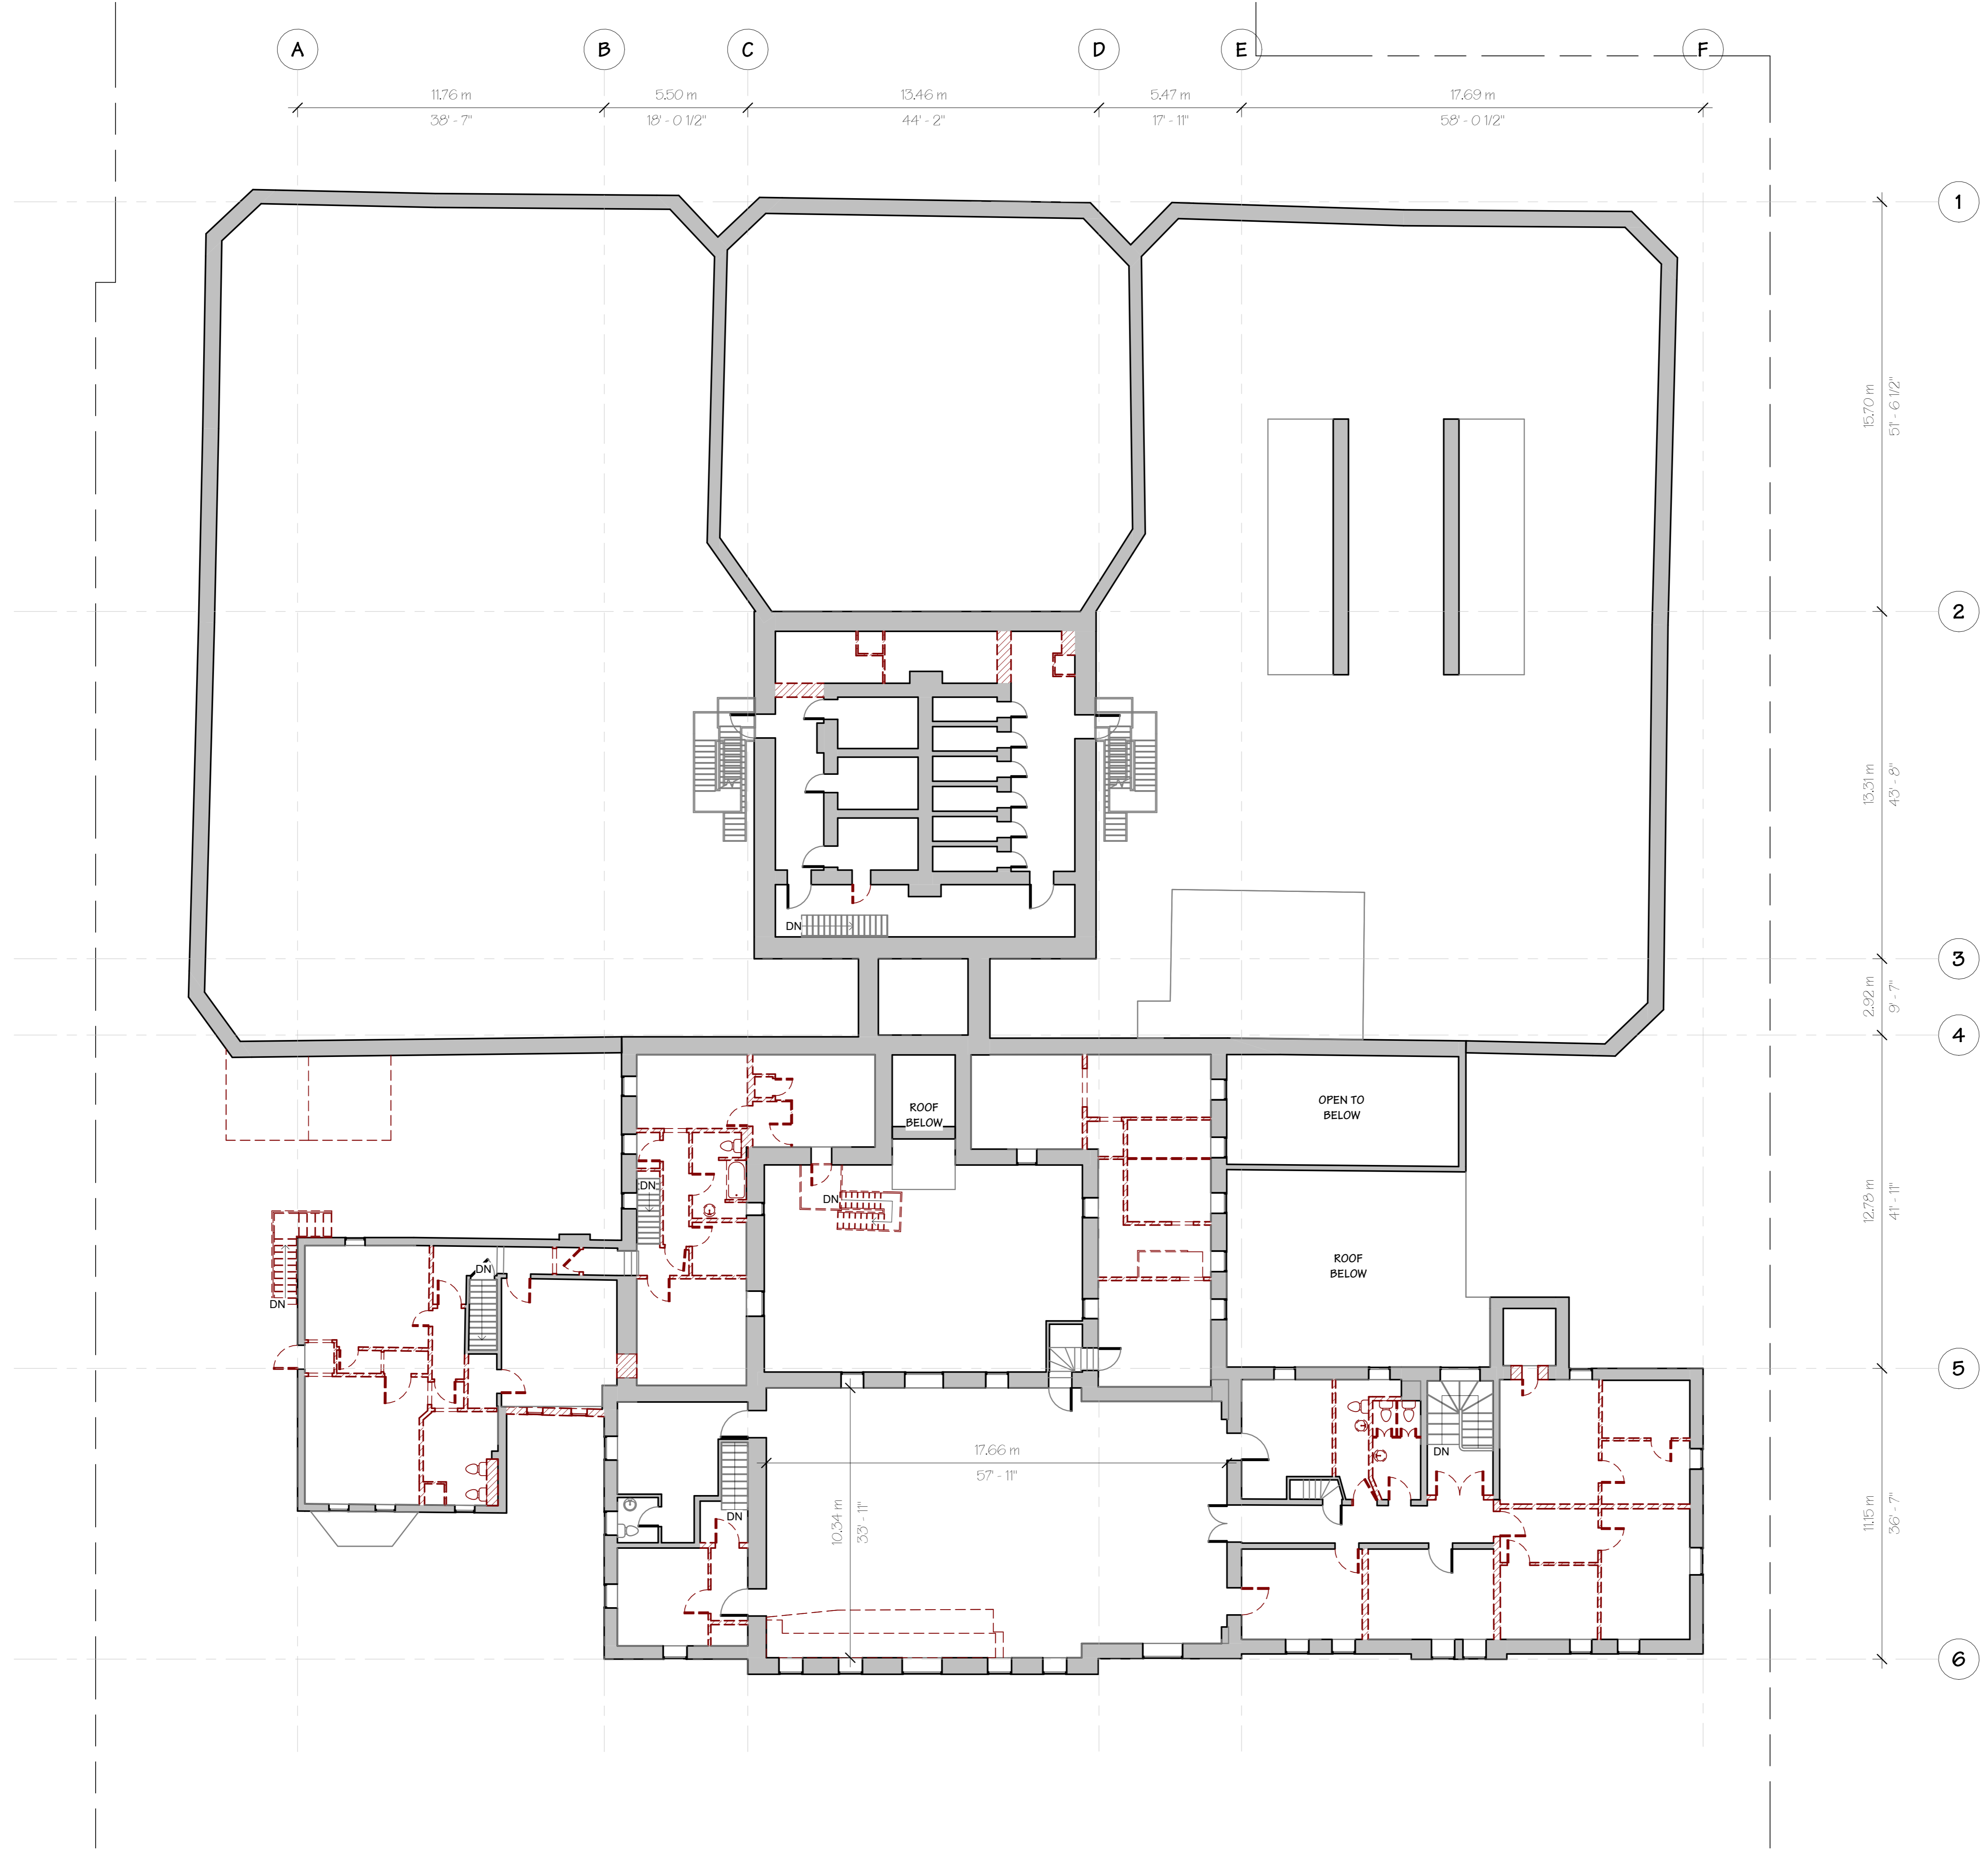 A
B
C
D
E
F
11.76 m
5.50 m
13.46 m
5.47 m
17.69 m
38' - 7"
18' - 0 1/2"
44' - 2"
17' - 11"
58' - 0 1/2"
1
15.70 m
51' - 6 1/2"
2
13.31 m
43' - 8"
DN
3
2.92 m
9' - 7"
4
OPEN TO
BELOW
ROOF
BELOW
DN
DN
12.78 m
41' - 11"
ROOF
BELOW
DN
DN
5
17.66 m
57' - 11"
DN
10.34 m
33' - 11"
DN
11.15 m
36' - 7"
6